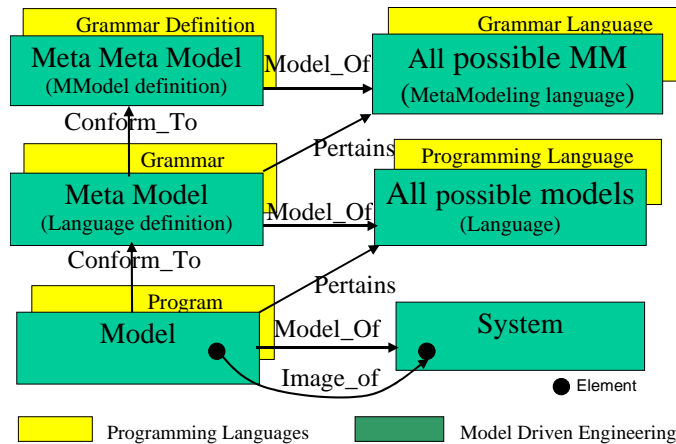 Grammar Definition
Grammar Language
Meta Meta Model
(MModel definition)
Model_Of
All possible MM
(MetaModeling language)
Conform_To
Grammar
Pertains
Programming Language
Meta Model
(Language definition)
Model_Of
All possible models
(Language)
Conform_To
Program
Pertains
Model
Model_Of
System
Image_of
Element
Programming Languages
Model Driven Engineering